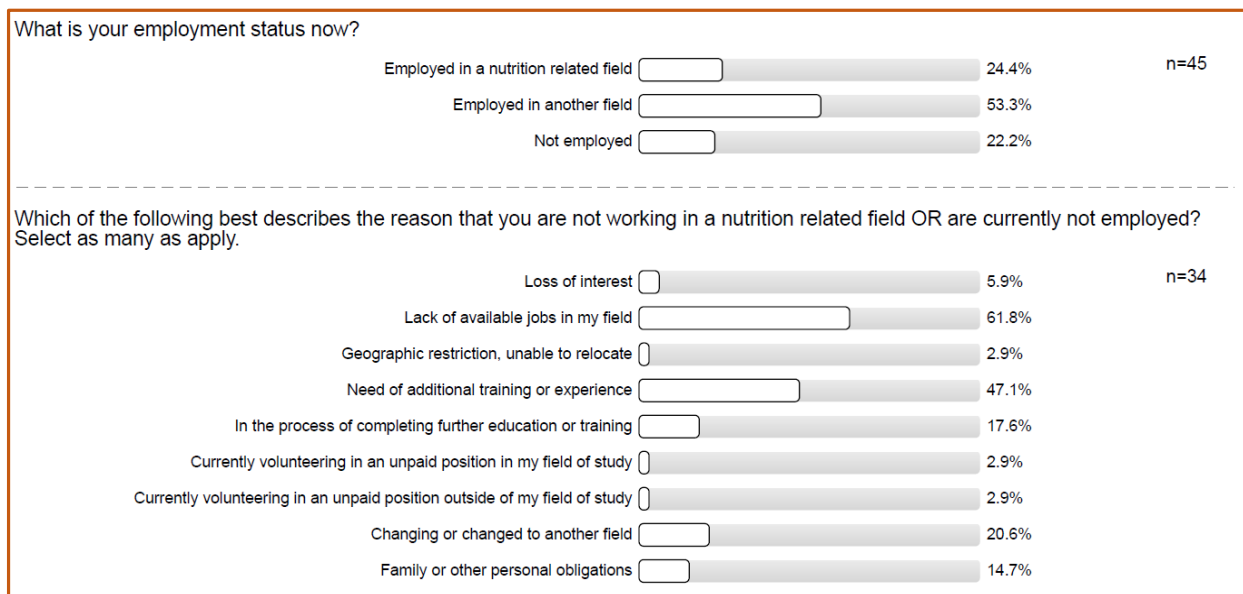 What is your employment status now?
Employed in a nutrition related field 24.4% n=45
Employed in another field 53.3%
Not employed 22.2%
Which of the following best describes the reason that you are not working in a nutrition related field OR are currently not employed?
Select as many as apply.
Loss of interest 5.9% n=34
Lack of available jobs in my field 61.8%
Geographic restriction, unable to relocate 2.9%
Need of additional training or experience 47.1%
In the process of completing further education or training 17.6%
Currently volunteering in an unpaid position in my field of study 2.9%
Currently volunteering in an unpaid position outside of my field of study 2.9%
Changing or changed to another field 20.6%
Family or other personal obligations 14.7%